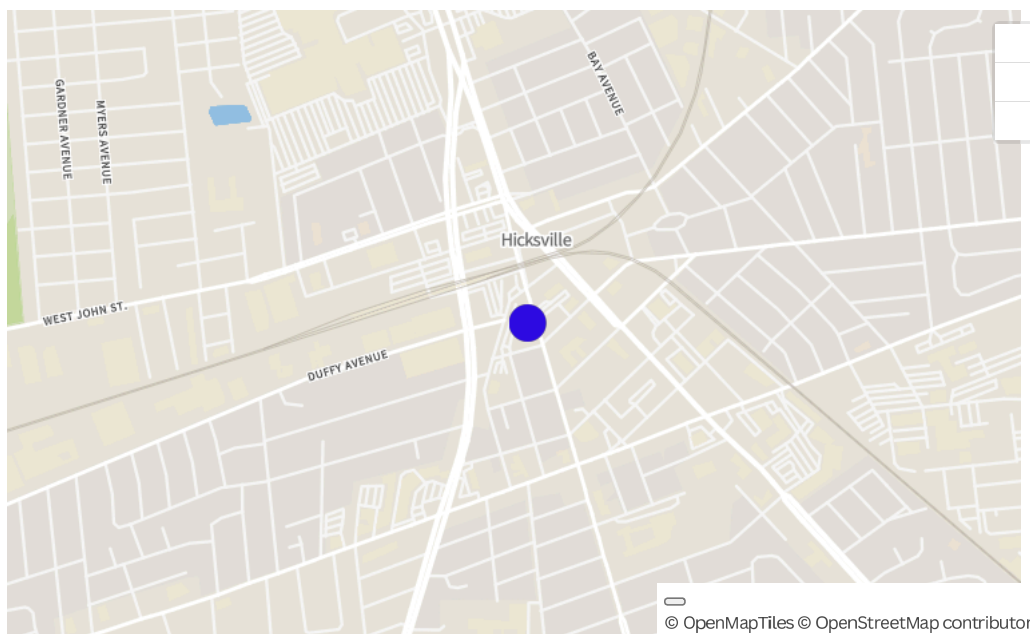 BAY AVENUE
GARDNER AVENUE
MYERS AVENUE
Hicksville
WEST JOHN ST.
DUFFY AVENUE
© OpenMapTiles © OpenStreetMap contributor